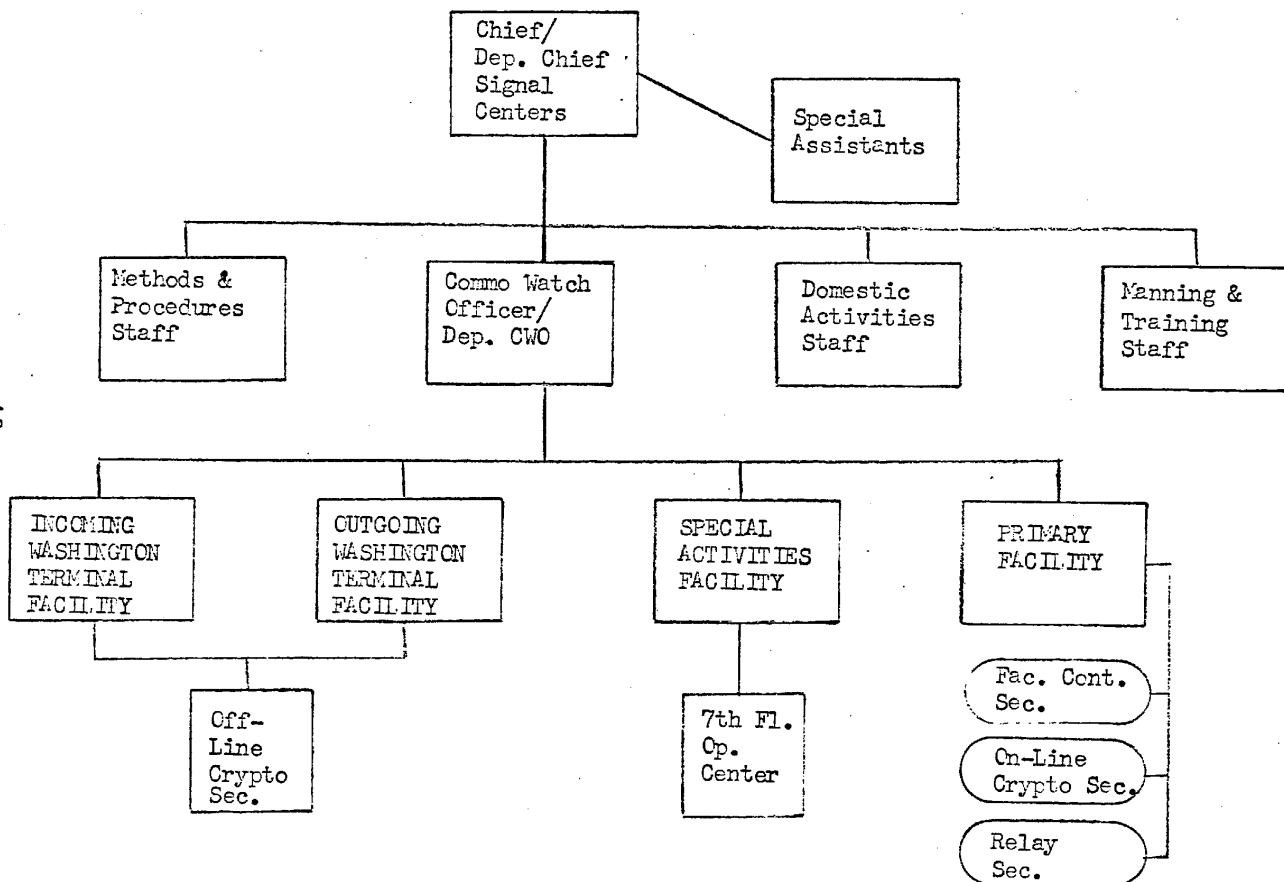 Chief/
Dep. Chief
Signal
Centers
Special
Assistants
Methods &
Procedures
Staff
Commo Watch
Officer/
Dep. CWO
Domestic
Activities
Staff
Manning &
Training
Staff
INCOMING
WASHINGTON
TERMINAL
FACILITY
OUTGOING
WASHINGTON
TERMINAL
FACILITY
SPECIAL
ACTIVITIES
FACILITY
PRIMARY
FACILITY
Off-
Line
Crypto
Sec.
7th Fl.
Op.
Center
Fac. Cont.
Sec.
On-Line
Crypto Sec.
Relay
Sec.